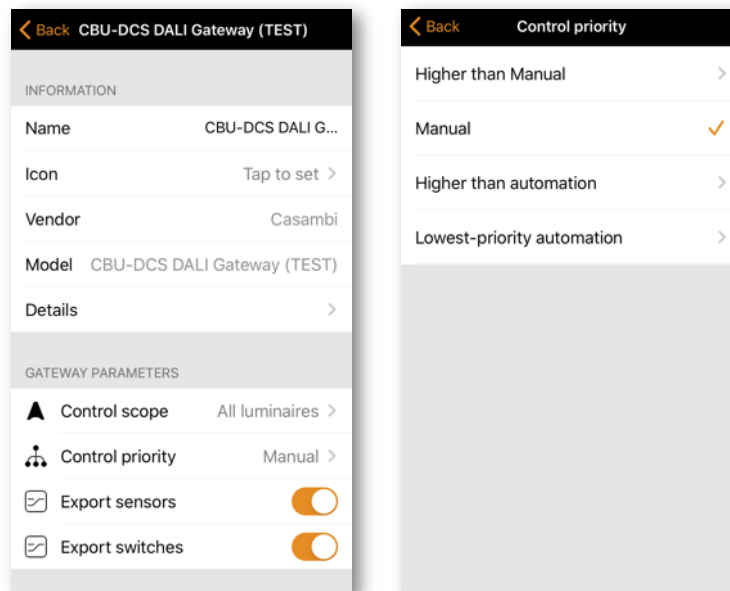 Back CBU-DCS DALI Gateway (TEST)
INFORMATION
Name CBU-DCS DALI G...
Icon Tap to set
Vendor Casambi
Model CBU-DCS DALI Gateway (TEST)
Details
GATEWAY PARAMETERS
Control scope All luminaires
Control priority Manual
Export sensors
Export switches
Back Control priority
Higher than Manual
Manual
Higher than automation
Lowest-priority automation